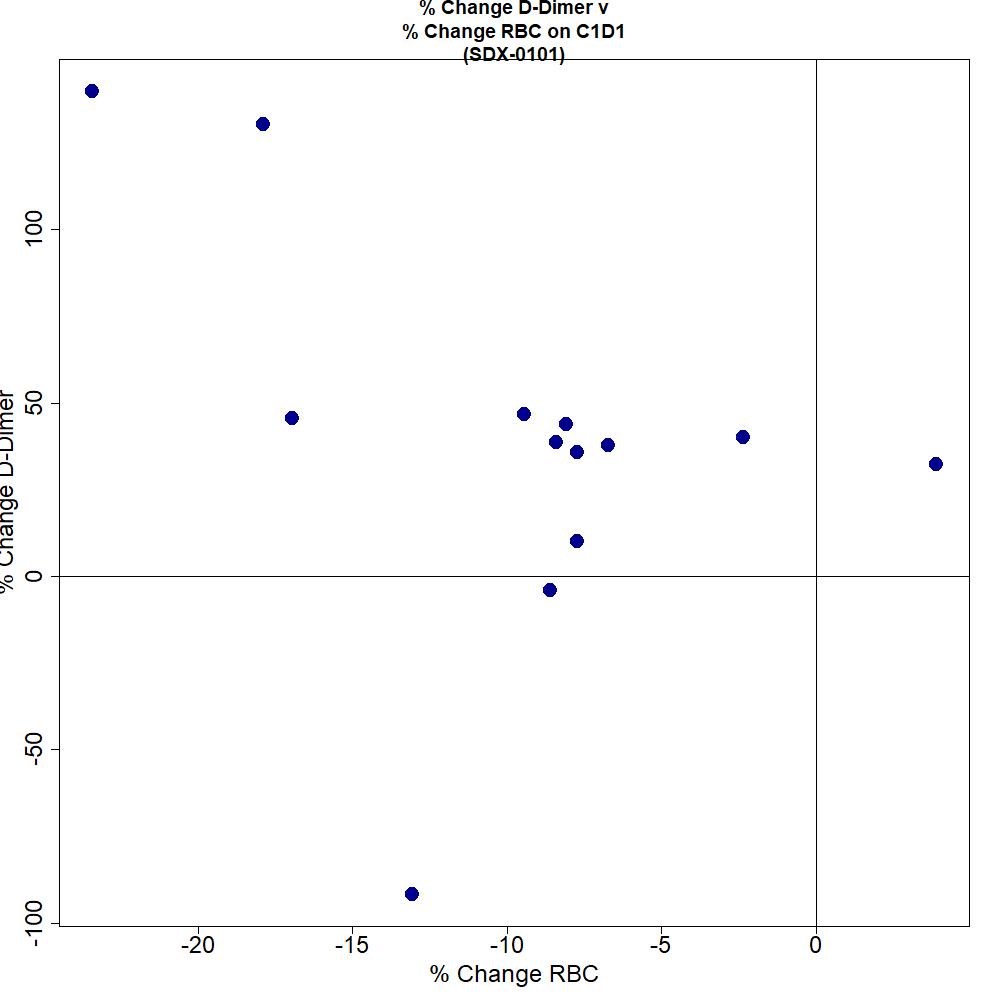 % Change D-Dimer v
% Change RBC on C1D1
(SDX-0101)
100
50
0
-50
-100
% Change D-Dimer
-20
-15
-10
-5
0
% Change RBC